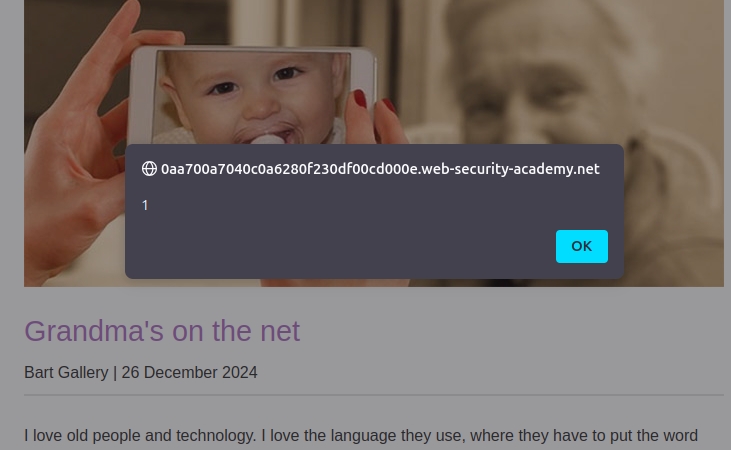 0aa700a7040c0a6280f230df00cd000e.web-security-academy.net
1
OK
Grandma's on the net
Bart Gallery | 26 December 2024
I love old people and technology. I love the language they use, where they have to put the word